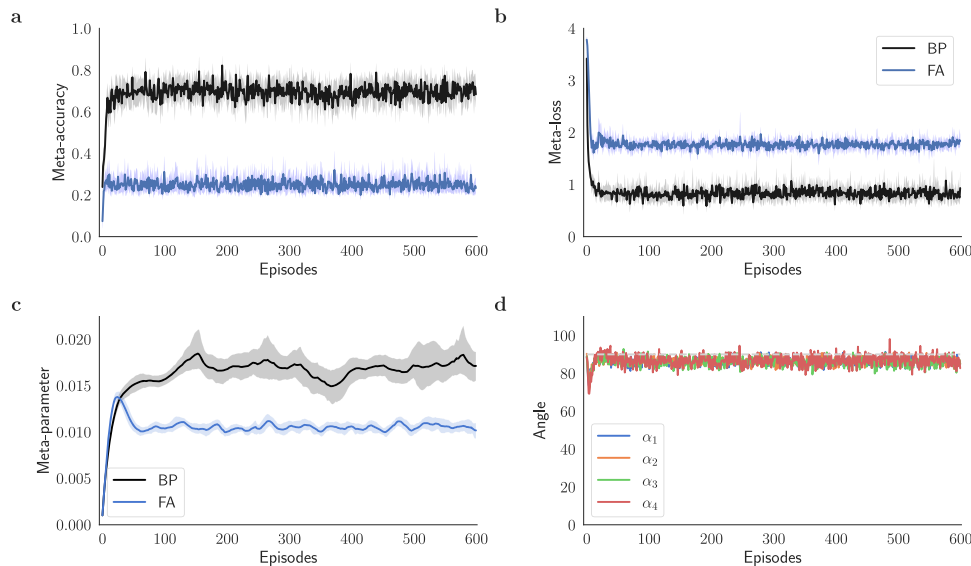 a
Meta-accuracy
1.0
0.8
0.6
0.4
0.2
0.0
0 100 200 300 400 500 600
Episodes
b
Meta-loss
4
3
2
1
0
BP
FA
0 100 200 300 400 500 600
Episodes
c
Meta-parameter
0.020
0.015
0.010
0.005
0.000
BP
FA
0 100 200 300 400 500 600
Episodes
d
Angle
100
80
60
40
20
0
α1
α2
α3
α4
0 100 200 300 400 500 600
Episodes